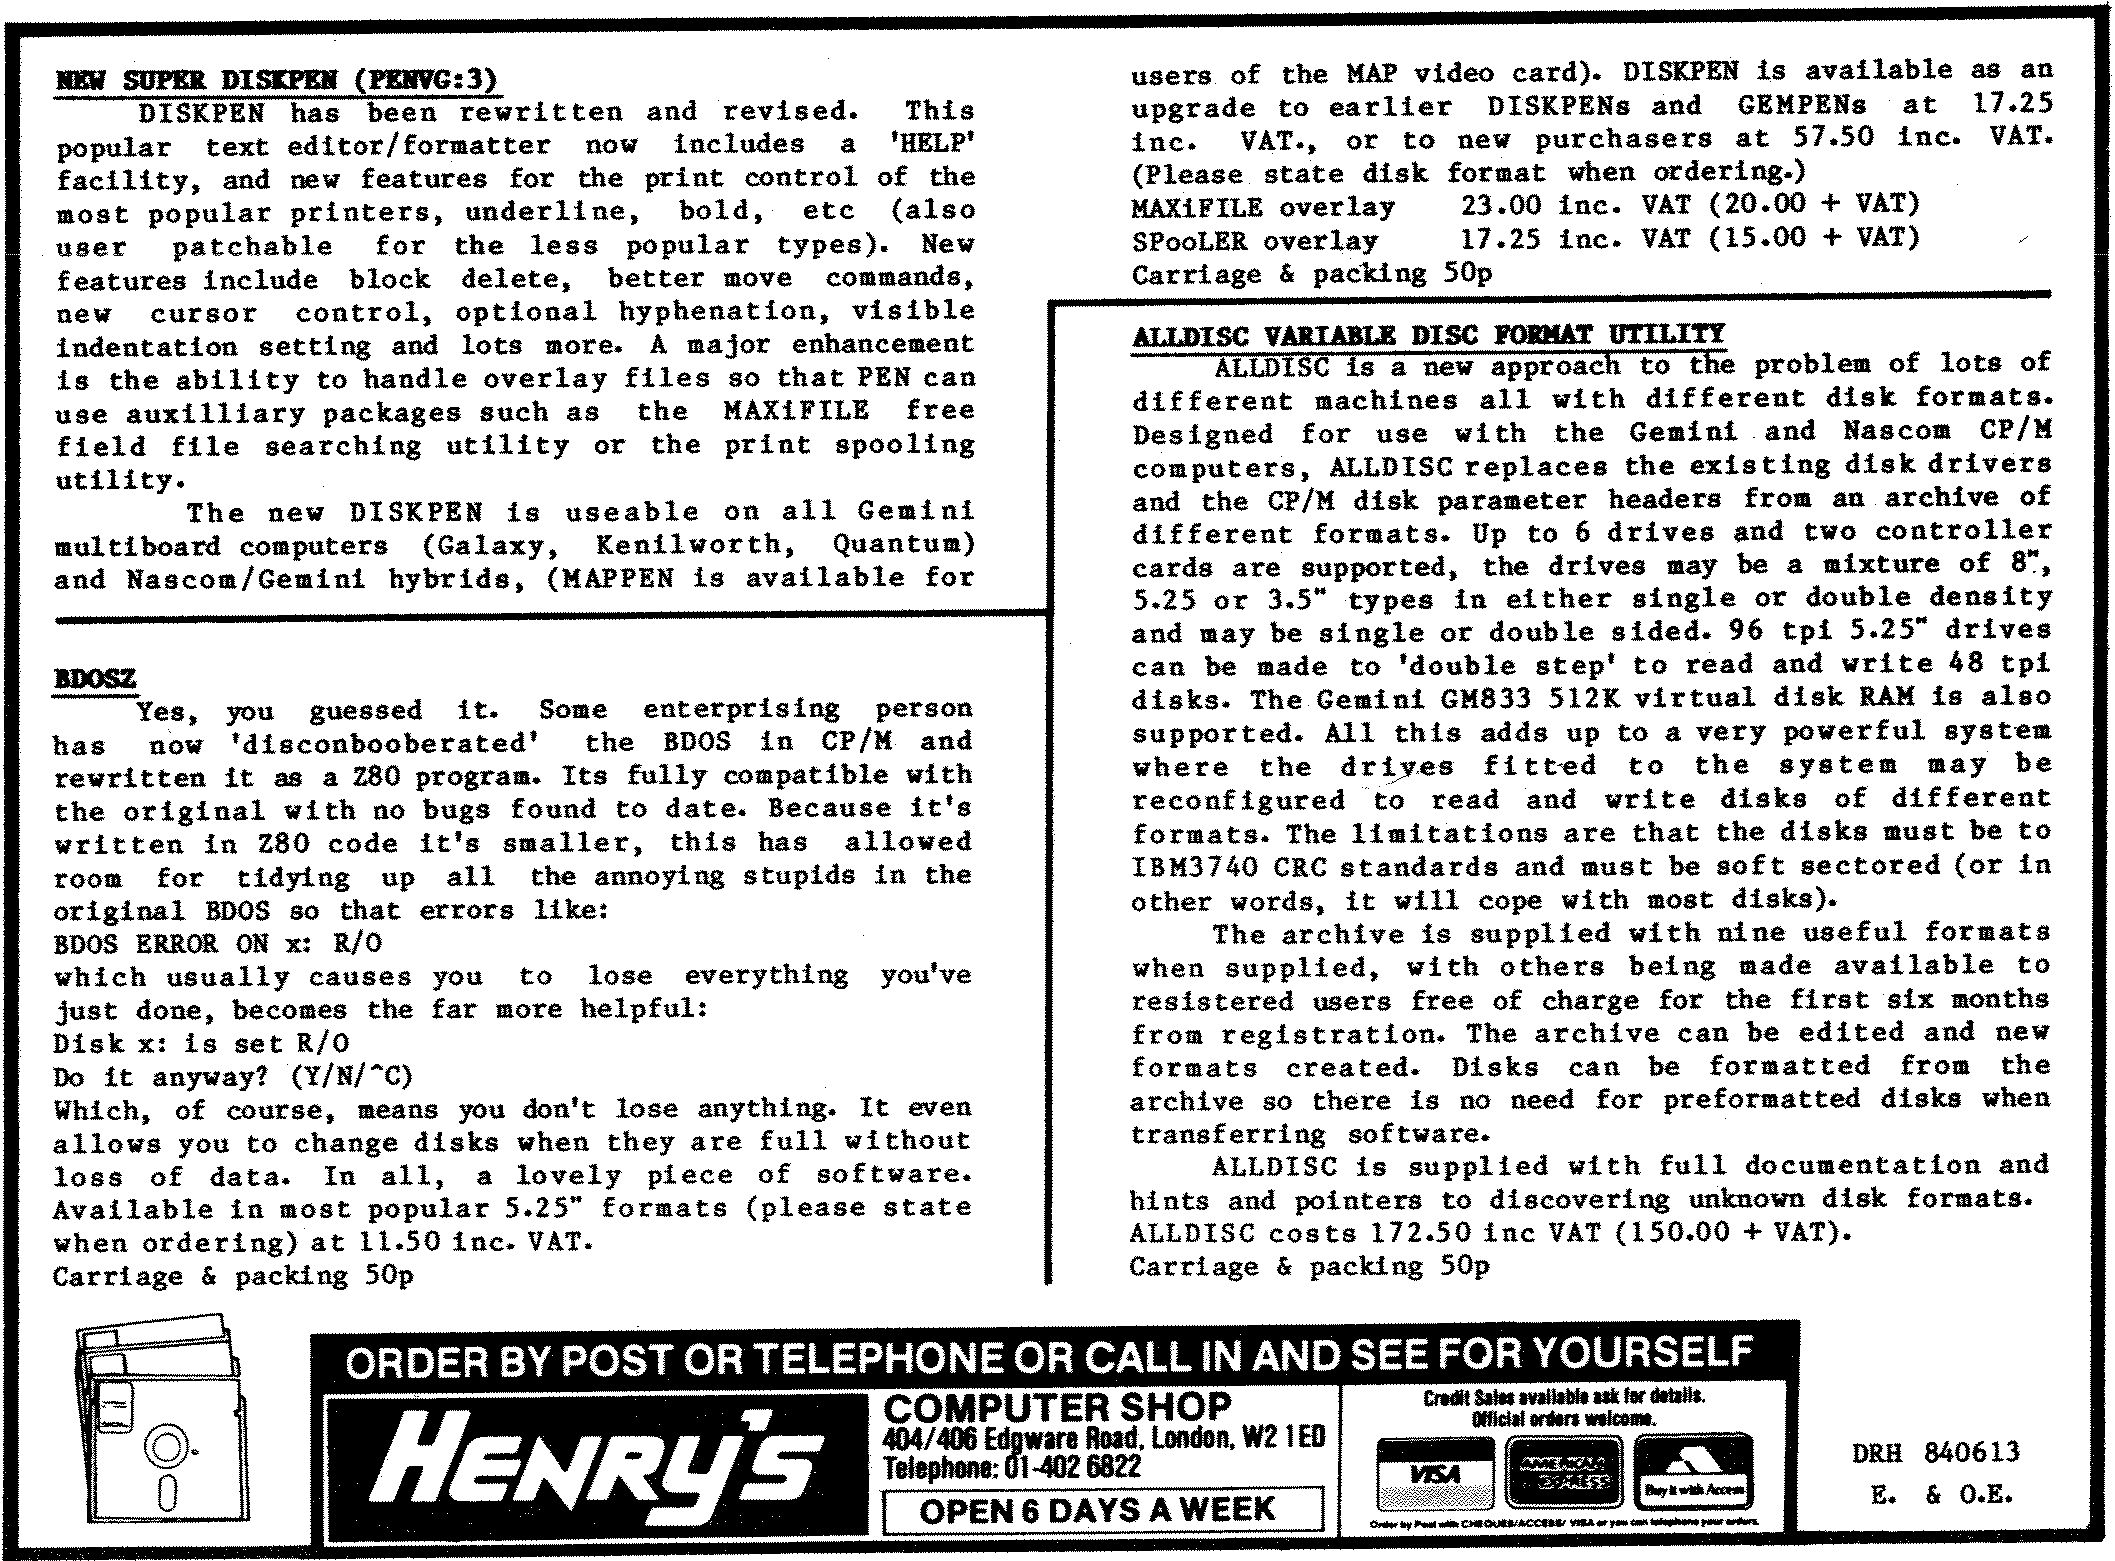 NEW SUPER DISKPEN (PENVG:3)
DISKPEN has been rewritten and revised. This
popular text editor/formatter now includes a 'HELP'
facility, and new features for the print control of the
most popular printers, underline, bold, etc (also
user patchable for the less popular types). New
features include block delete, better move commands,
new cursor control, optional hyphenation, visible
indentation setting and lots more. A major enhancement
is the ability to handle overlay files so that PEN can
use auxilliary packages such as the MAXiFILE free
field file searching utility or the print spooling
utility.
The new DISKPEN is useable on all Gemini
multiboard computers (Galaxy, Kenilworth, Quantum)
and Nascom/Gemini hybrids, (MAPPEN is available for
users of the MAP video card). DISKPEN is available as an
upgrade to earlier DISKPENs and GEMPENs at 17.25
inc. VAT., or to new purchasers at 57.50 inc. VAT.
(Please state disk format when ordering.)
MAXiFILE overlay 23.00 inc. VAT (20.00 + VAT)
SPooLER overlay 17.25 inc. VAT (15.00 + VAT)
Carriage & packing 50p
BDOSZ
Yes, you guessed it. Some enterprising person
has now 'disconbooberated' the BDOS in CP/M and
rewritten it as a Z80 program. Its fully compatible with
the original with no bugs found to date. Because it's
written in Z80 code it's smaller, this has allowed
room for tidying up all the annoying stupids in the
original BDOS so that errors like:
BDOS ERROR ON x: R/O
which usually causes you to lose everything you've
just done, becomes the far more helpful:
Disk x: is set R/O
Do it anyway? (Y/N/^C)
Which, of course, means you don't lose anything. It even
allows you to change disks when they are full without
loss of data. In all, a lovely piece of software.
Available in most popular 5.25" formats (please state
when ordering) at 11.50 inc. VAT.
Carriage & packing 50p
ALLDISC VARIABLE DISC FORMAT UTILITY
ALLDISC is a new approach to the problem of lots of
different machines all with different disk formats.
Designed for use with the Gemini and Nascom CP/M
computers, ALLDISC replaces the existing disk drivers
and the CP/M disk parameter headers from an archive of
different formats. Up to 6 drives and two controller
cards are supported, the drives may be a mixture of 8",
5.25 or 3.5" types in either single or double density
and may be single or double sided. 96 tpi 5.25" drives
can be made to 'double step' to read and write 48 tpi
disks. The Gemini GM833 512K virtual disk RAM is also
supported. All this adds up to a very powerful system
where the drives fitted to the system may be
reconfigured to read and write disks of different
formats. The limitations are that the disks must be to
IBM3740 CRC standards and must be soft sectored (or in
other words, it will cope with most disks).
The archive is supplied with nine useful formats
when supplied, with others being made available to
resistered users free of charge for the first six months
from registration. The archive can be edited and new
formats created. Disks can be formatted from the
archive so there is no need for preformatted disks when
transferring software.
ALLDISC is supplied with full documentation and
hints and pointers to discovering unknown disk formats.
ALLDISC costs 172.50 inc VAT (150.00 + VAT).
Carriage & packing 50p
ORDER BY POST OR TELEPHONE OR CALL IN AND SEE FOR YOURSELF
HENRY'S
COMPUTER SHOP
404/406 Edgware Road, London, W2 1ED
Telephone: 01-402 6822
OPEN 6 DAYS A WEEK
Credit Sales available ask for details.
Official orders welcome.
VISA
AMERICAN EXPRESS
Buy it with Access
Order by Post with CHEQUES/ACCESS/ VISA or you can telephone your orders.
DRH 840613
E. & O.E.